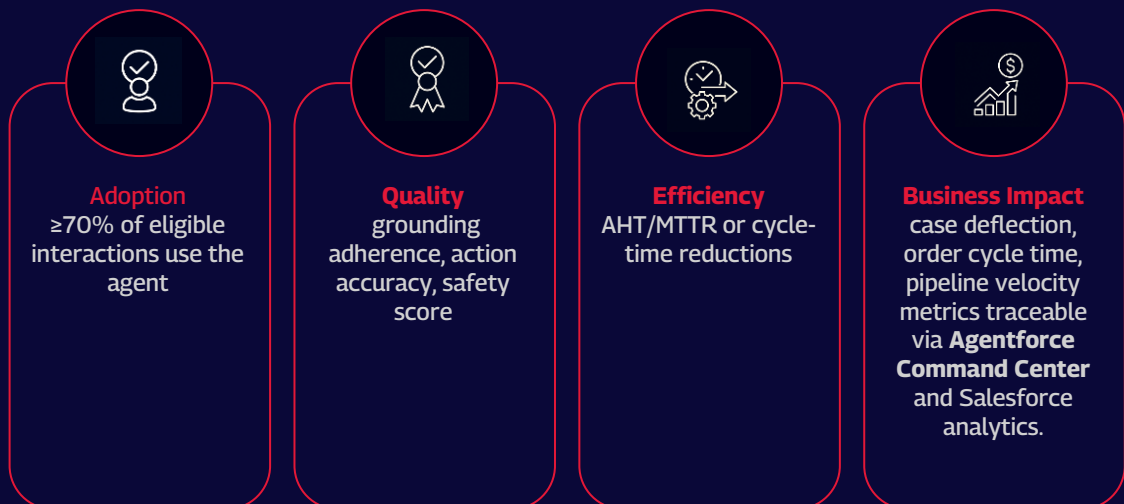 Adoption
≥70% of eligible
interactions use the
agent
Quality
grounding
adherence, action
accuracy, safety
score
Efficiency
AHT/MTTR or cycle-
time reductions
Business Impact
case deflection,
order cycle time,
pipeline velocity
metrics traceable
via Agentforce
Command Center
and Salesforce
analytics.
$